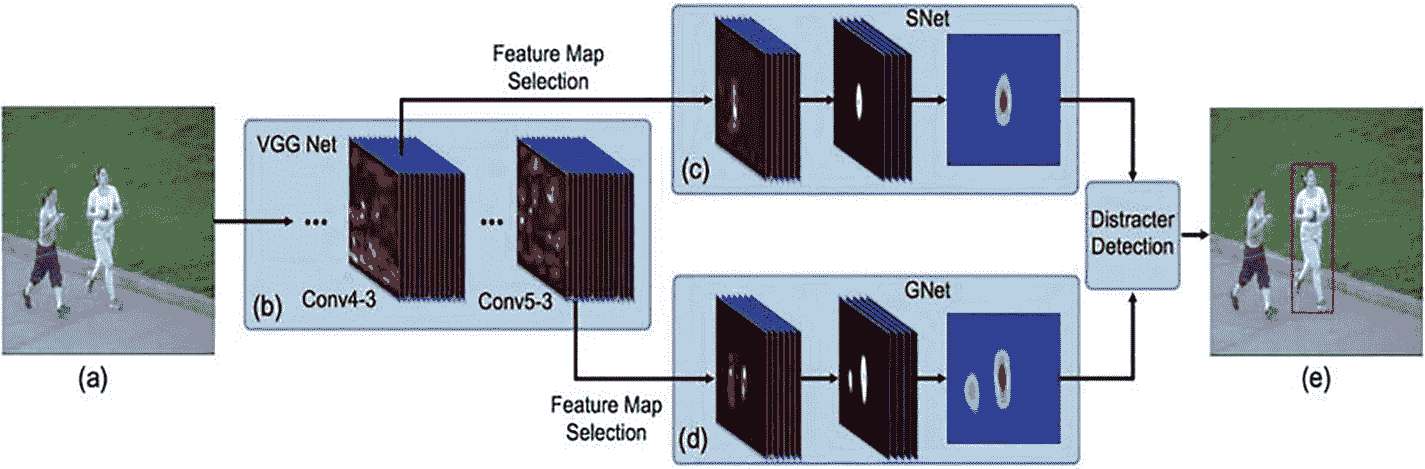 SNet
Feature Map
Selection
(c)
VGG Net
...
...
Conv4-3
Conv5-3
(b)
Distracter
Detection
GNet
Feature Map
Selection
(d)
(a)
(e)